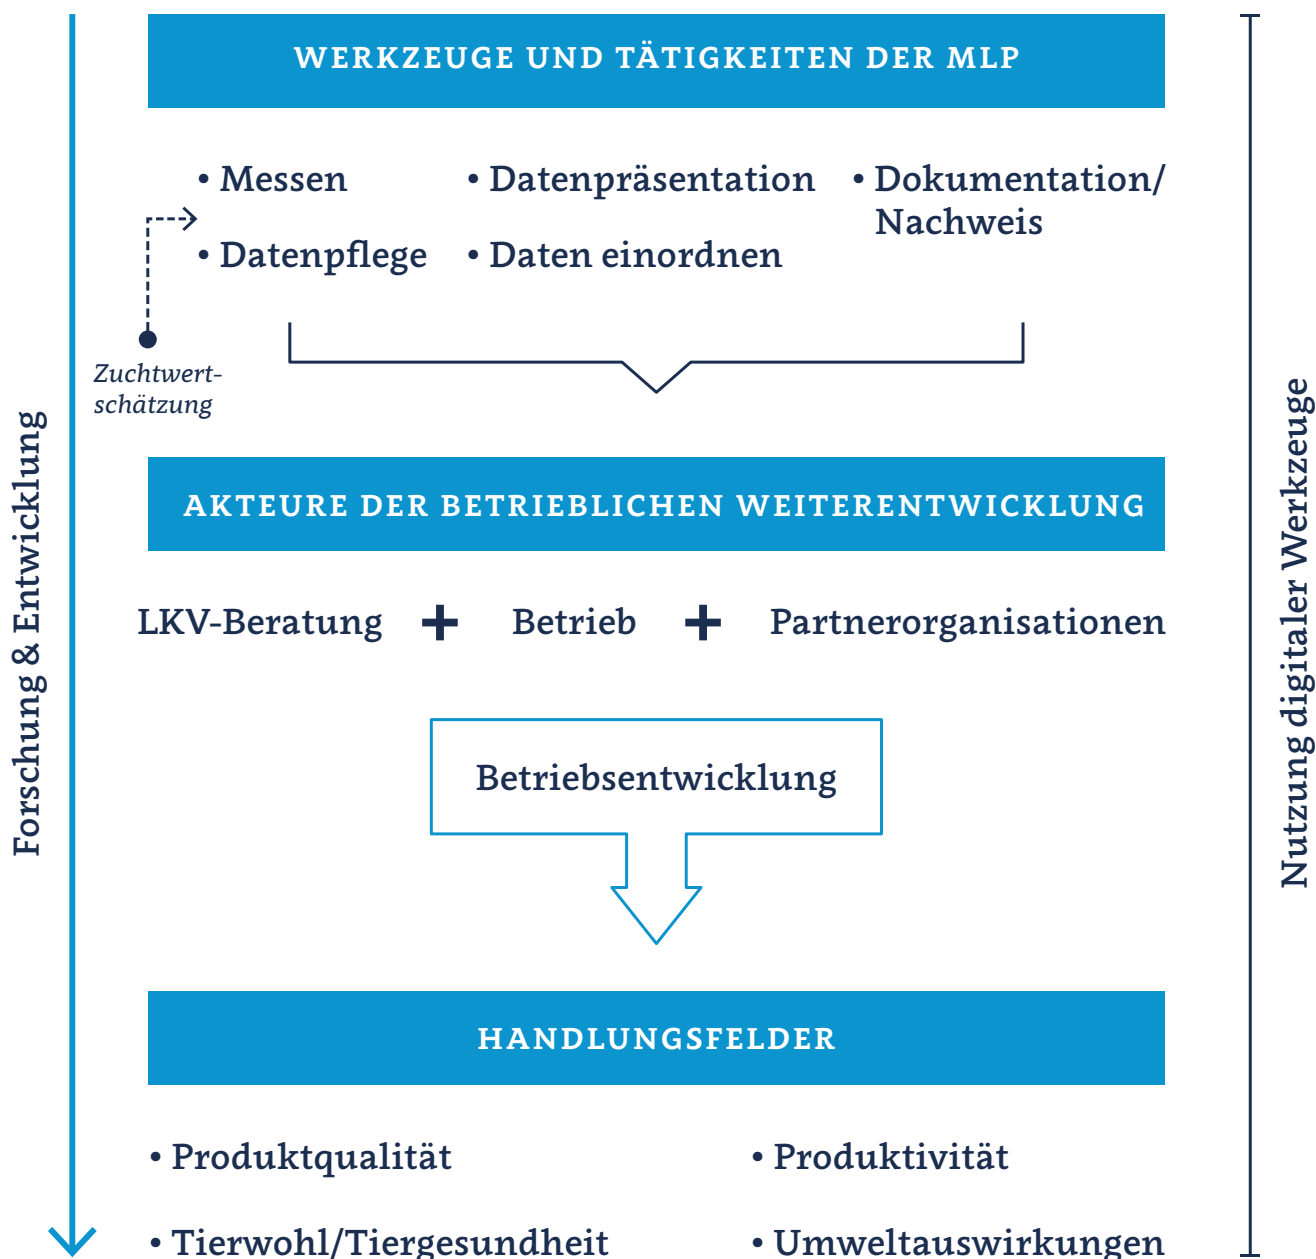 WERKZEUGE UND TÄTIGKEITEN DER MLP
• Messen
• Datenpräsentation
• Dokumentation/
Nachweis
• Datenpflege
• Daten einordnen
Zuchtwert-
schätzung
Forschung & Entwicklung
Nutzung digitaler Werkzeuge
AKTEURE DER BETRIEBLICHEN WEITERENTWICKLUNG
LKV-Beratung + Betrieb + Partnerorganisationen
Betriebsentwicklung
HANDLUNGSFELDER
• Produktqualität
• Produktivität
• Tierwohl/Tiergesundheit
• Umweltauswirkungen